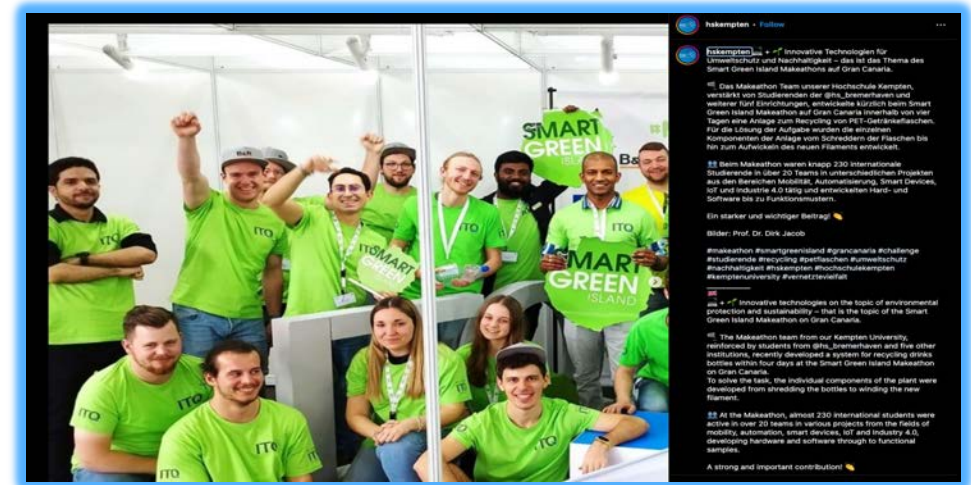 B&R
SMART
GREEN
ISLAND
B&R
ITQ
ITQ
ITQ
ITQ
SMART
GREEN
SMART
GREEN
ISLAND
ITQ
ITQ
ITQ
ITQ
hskempten • Follow
hskempten 💻 + 🌱 Innovative Technologien für
Umweltschutz und Nachhaltigkeit – das ist das Thema des
Smart Green Island Makeathons auf Gran Canaria.
Das Makeathon Team unserer Hochschule Kempten,
verstärkt von Studierenden der @hs_bremerhaven und
weiterer fünf Einrichtungen, entwickelte kürzlich beim Smart
Green Island Makeathon auf Gran Canaria innerhalb von vier
Tagen eine Anlage zum Recycling von PET-Getränkeflaschen.
Für die Lösung der Aufgabe wurden die einzelnen
Komponenten der Anlage vom Schreddern der Flaschen bis
hin zum Aufwickeln des neuen Filaments entwickelt.
👥 Beim Makeathon waren knapp 230 internationale
Studierende in über 20 Teams in unterschiedlichen Projekten
aus den Bereichen Mobilität, Automatisierung, Smart Devices,
IoT und Industrie 4.0 tätig und entwickelten Hard- und
Software bis zu Funktionsmustern.
Ein starker und wichtiger Beitrag! 👏
Bilder: Prof. Dr. Dirk Jacob
#makeathon #smartgreenisland #grancanaria #challenge
#studierende #recycling #petflaschen #umweltschutz
#nachhaltigkeit #hskempten #hochschulekempten
#kemptenuniversity #vernetztevielfalt
💻 + 🌱 Innovative technologies on the topic of environmental
protection and sustainability – that is the topic of the Smart
Green Island Makeathon on Gran Canaria.
The Makeathon team from our Kempten University,
reinforced by students from @hs_bremerhaven and five other
institutions, recently developed a system for recycling drinks
bottles within four days at the Smart Green Island Makeathon
on Gran Canaria.
To solve the task, the individual components of the plant were
developed from shredding the bottles to winding the new
filament.
👥 At the Makeathon, almost 230 international students were
active in over 20 teams in various projects from the fields of
mobility, automation, smart devices, IoT and Industry 4.0,
developing hardware and software through to functional
samples.
A strong and important contribution! 👏